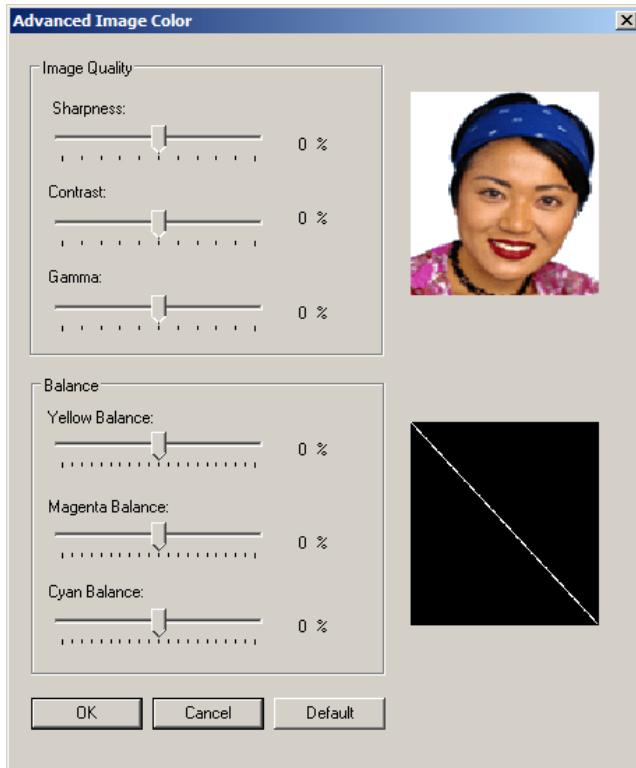 Advanced Image Color
Image Quality
Sharpness:
0 %
Contrast:
0 %
Gamma:
0 %
Balance
Yellow Balance:
0 %
Magenta Balance:
0 %
Cyan Balance:
0 %
OK Cancel Default